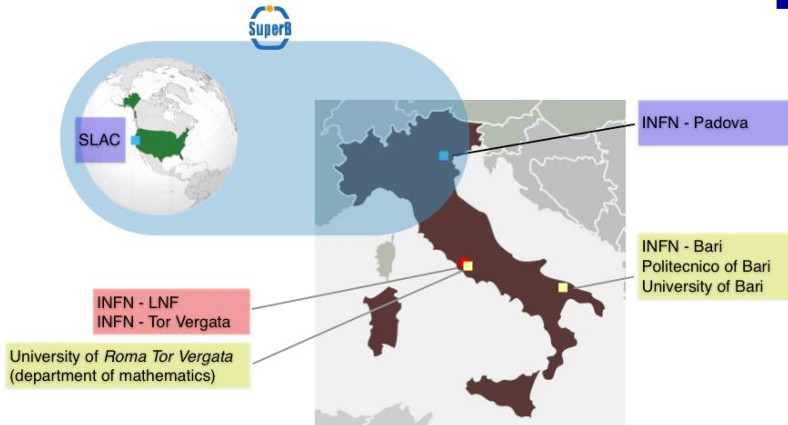 SuperB
SLAC
INFN - Padova
INFN - Bari
Politecnico of Bari
University of Bari
INFN - LNF
INFN - Tor Vergata
University of Roma Tor Vergata
(department of mathematics)